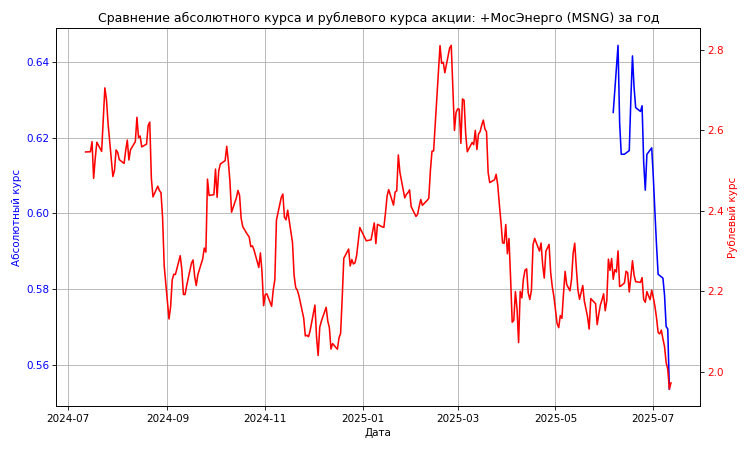 Сравнение абсолютного курса и рублевого курса акции: +МосЭнерго (MSNG) за год
0.64
0.62
0.60
0.58
0.56
Абсолютный курс
2.8
2.6
2.4
2.2
2.0
Рублевый курс
2024-07 2024-09 2024-11 2025-01 2025-03 2025-05 2025-07
Дата